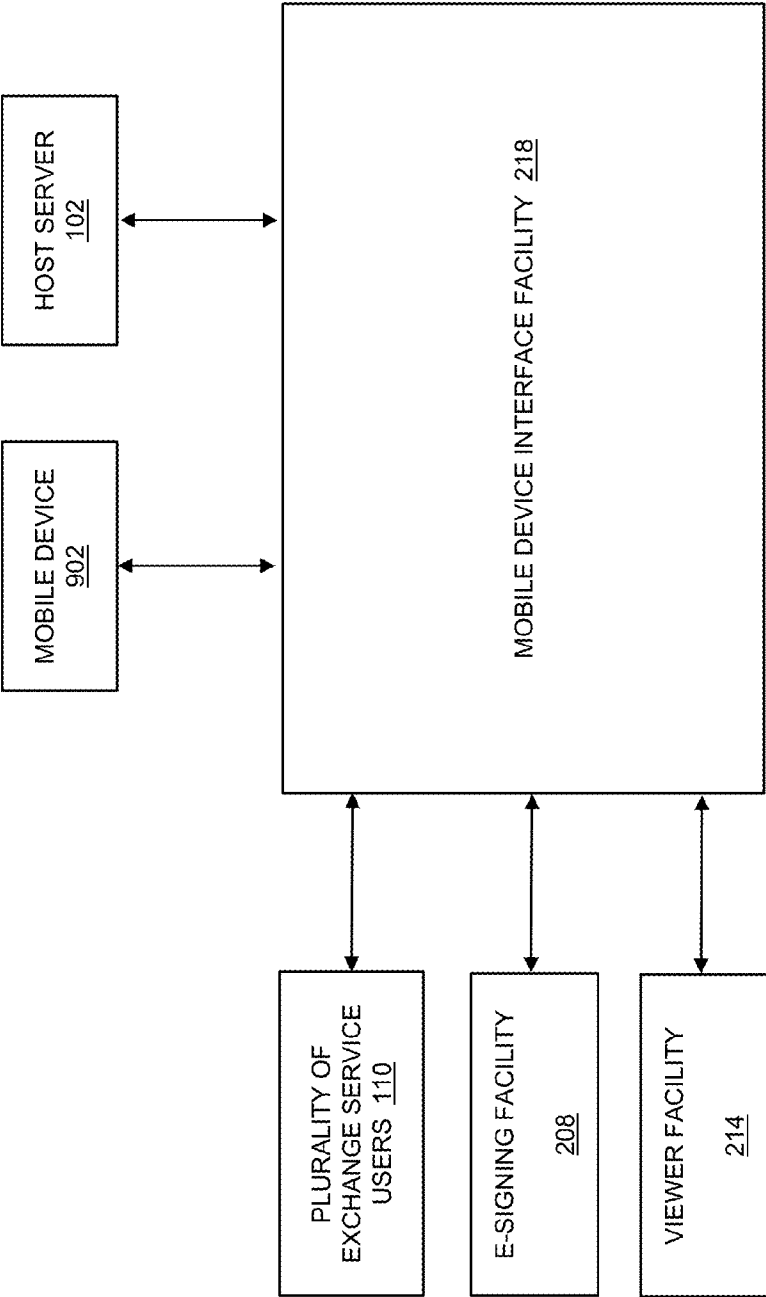 PLURALITY OF
EXCHANGE SERVICE
USERS 110
E-SIGNING FACILITY
208
VIEWER FACILITY
214
MOBILE DEVICE
902
HOST SERVER
102
MOBILE DEVICE INTERFACE FACILITY 218